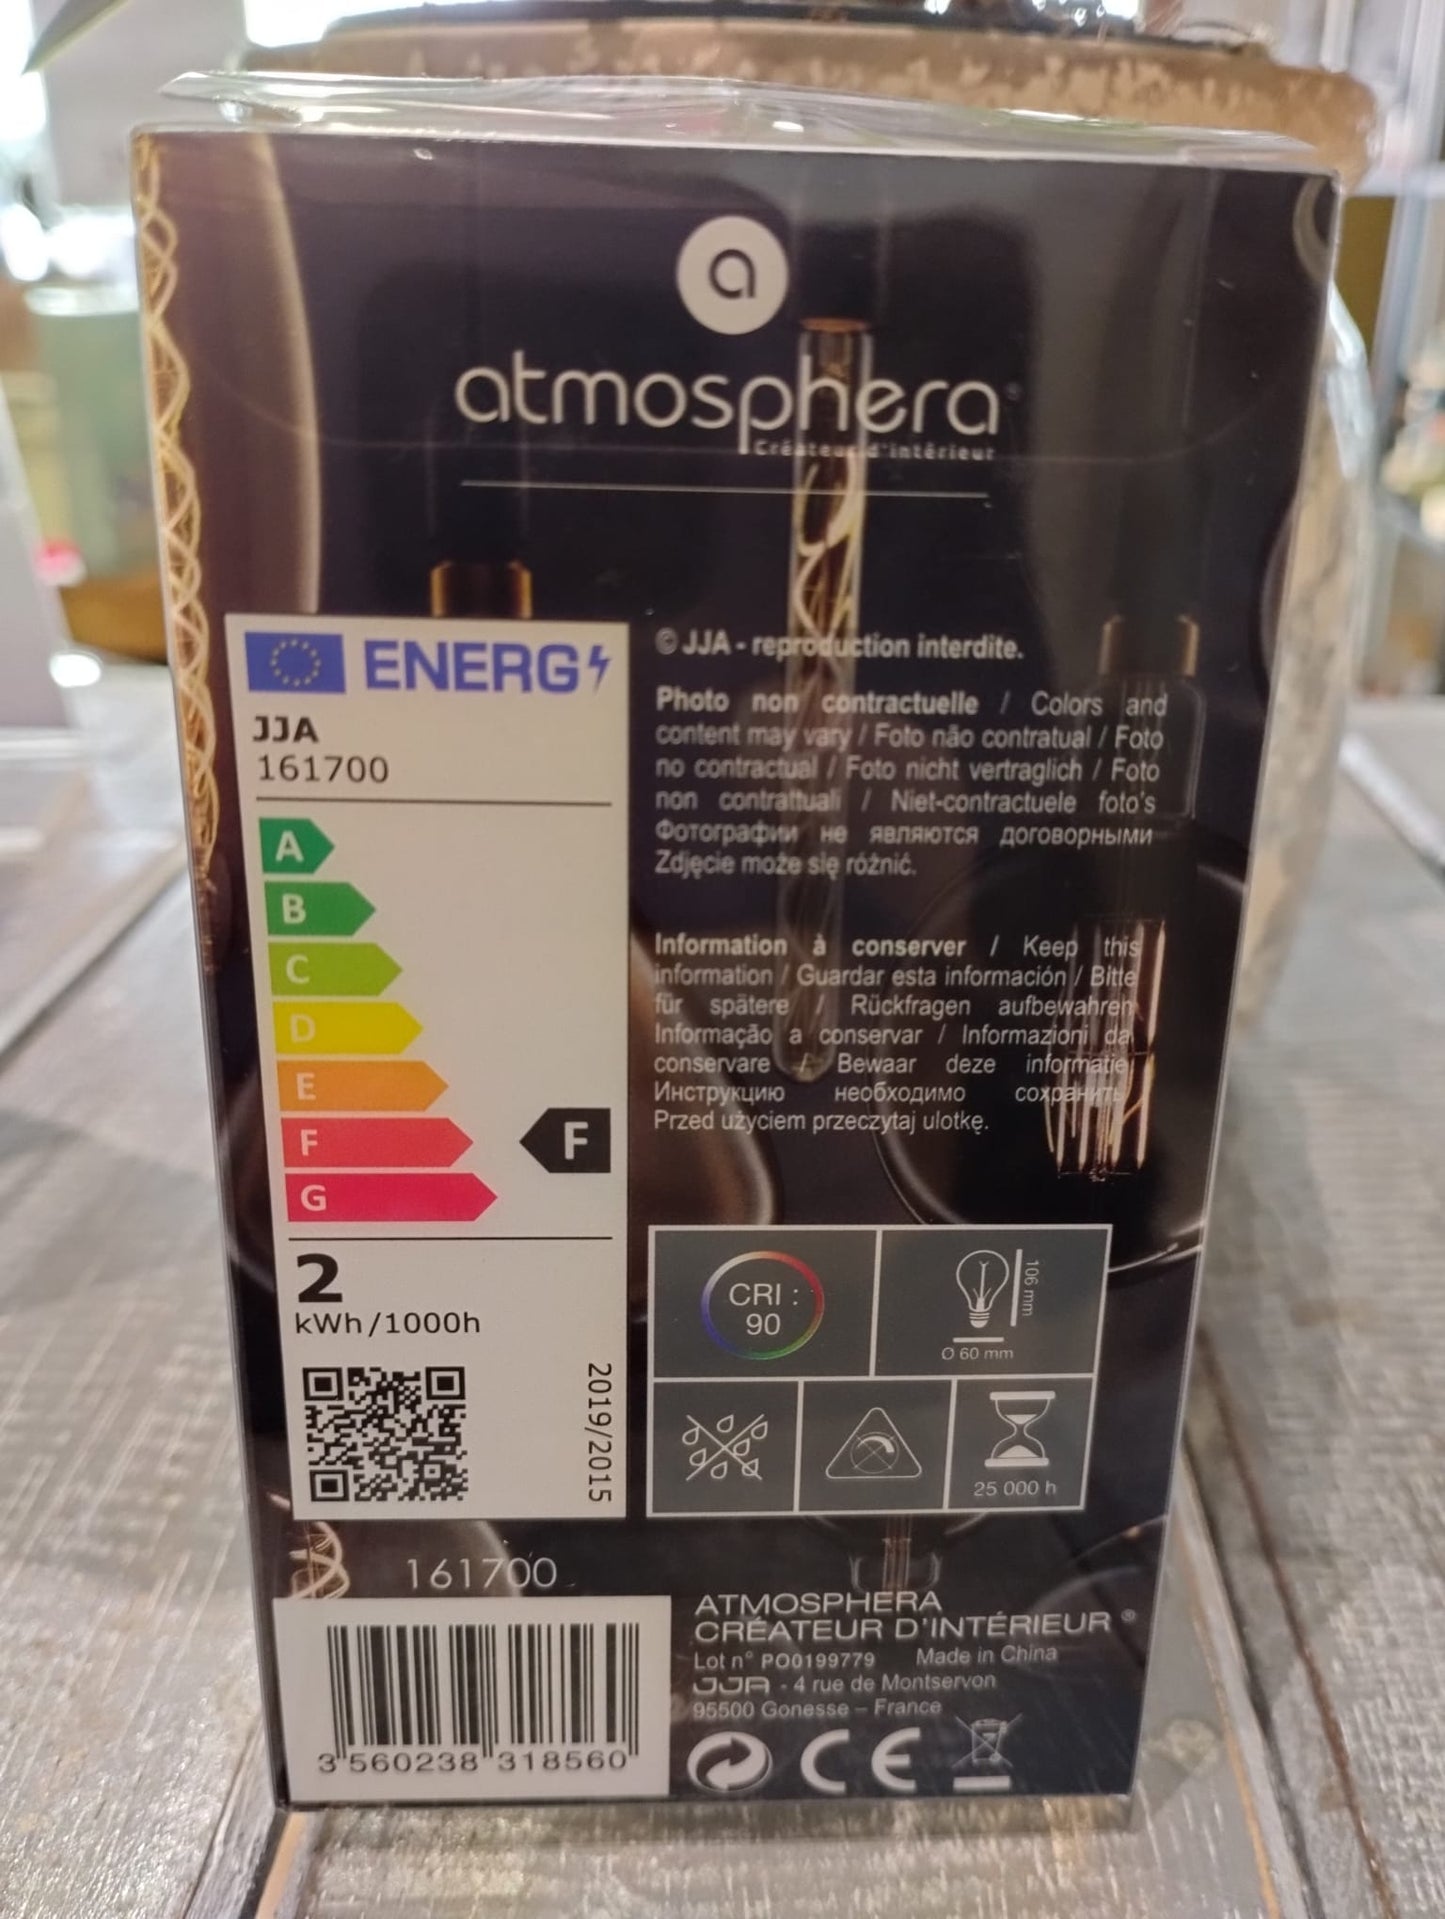 a
atmosphera
Créateur d'intérieur
ENERG
JJA
161700
A
B
C
D
E
F
F
G
2
kWh/1000h
2019/2015
© JJA - reproduction interdite.
Photo non contractuelle / Colors and
content may vary / Foto não contratual / Foto
no contractual / Foto nicht vertraglich / Foto
non contrattuali / Niet-contractuele foto's
Фотографии не являются договорными
Zdjęcie może się różnić.
Information à conserver / Keep this
information / Guardar esta información / Bitte
für spätere / Rückfragen aufbewahren
Informação a conservar / Informazioni da
conservare / Bewaar deze informatie
Инструкцию необходимо сохранить
Przed użyciem przeczytaj ulotkę.
CRI :
90
106 mm
Ø 60 mm
25 000 h
161700
3 560238 318560
ATMOSPHERA
CRÉATEUR D'INTÉRIEUR ®
Lot n° PO0199779 Made in China
JJA - 4 rue de Montservon
95500 Gonesse – France
CE